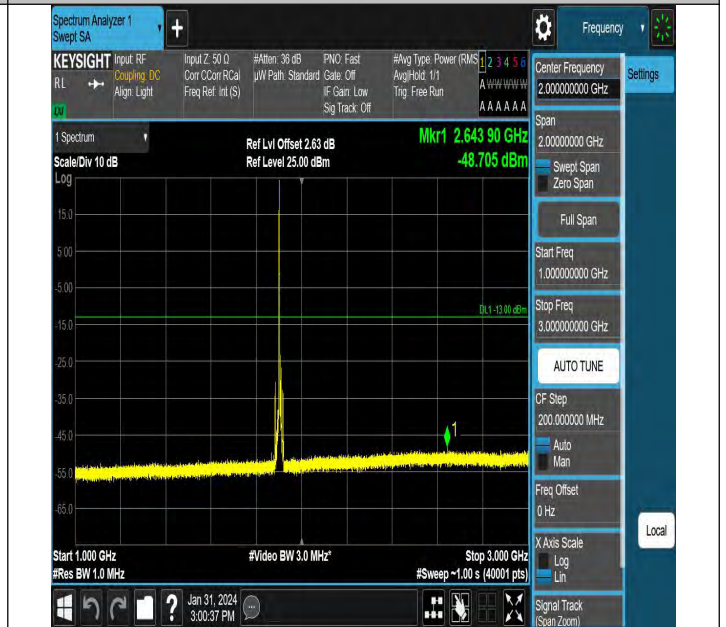 Spectrum Analyzer 1
Swept SA
+
Frequency
KEYSIGHT
RL
Input: RF
Coupling: DC
Align: Light
Input Z: 50 Ω
Corr CCorr RCal
Freq Ref: Int (S)
#Atten: 36 dB
µW Path: Standard
PNO: Fast
Gate: Off
IF Gain: Low
Sig Track: Off
#Avg Type: Power (RMS
Avg|Hold: 1/1
Trig: Free Run
1 2 3 4 5 6
A W W W W W
A A A A A A
1 Spectrum
Scale/Div 10 dB
Ref Lvl Offset 2.63 dB
Ref Level 25.00 dBm
Mkr1 2.643 90 GHz
-48.705 dBm
Log
15.0
5.00
-5.00
DL1 -13.00 dBm
-15.0
-25.0
-35.0
-45.0
1
-55.0
-65.0
Start 1.000 GHz
#Video BW 3.0 MHz*
Stop 3.000 GHz
#Res BW 1.0 MHz
#Sweep ~1.00 s (40001 pts)
?
Jan 31, 2024
3:00:37 PM
Center Frequency
2.000000000 GHz
Settings
Span
2.00000000 GHz
Swept Span
Zero Span
Full Span
Start Freq
1.000000000 GHz
Stop Freq
3.000000000 GHz
AUTO TUNE
CF Step
200.000000 MHz
Auto
Man
Freq Offset
0 Hz
X Axis Scale
Log
Lin
Local
Signal Track
(Span Zoom)